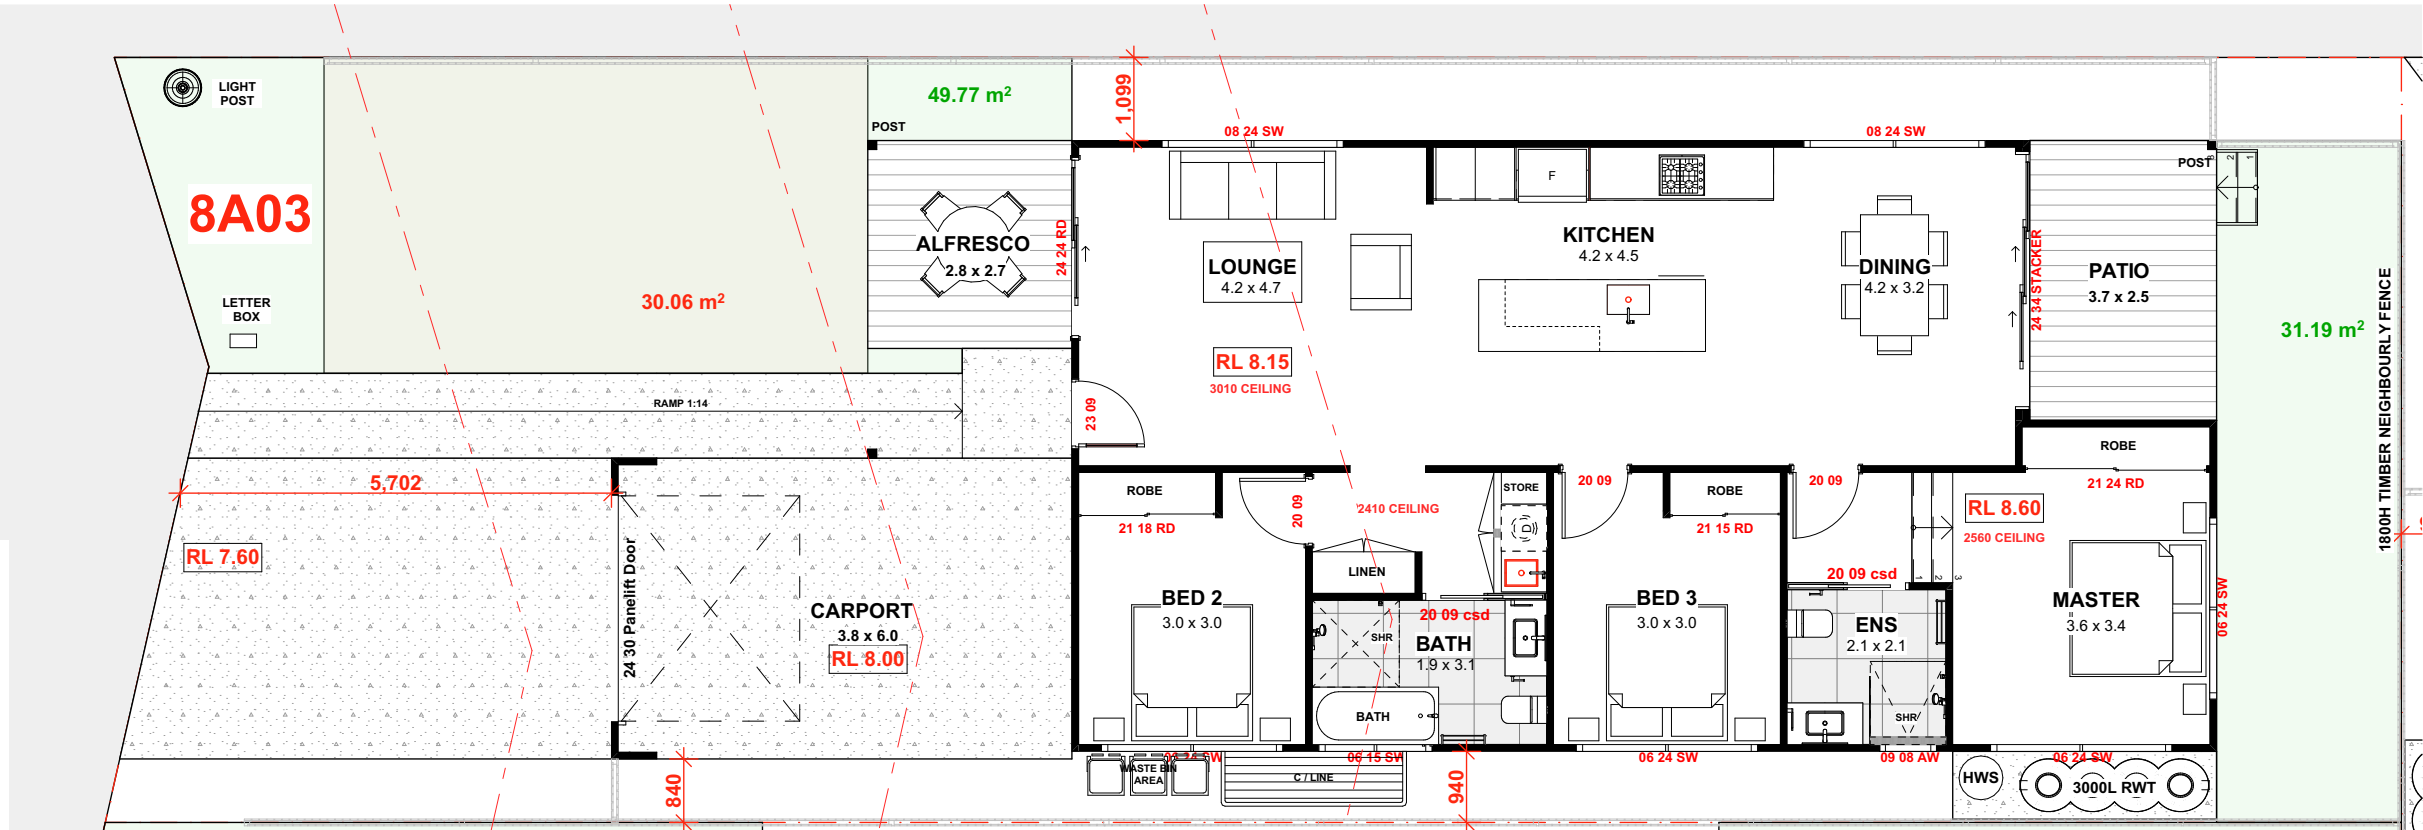 LIGHT
POST
49.77 m²
1,099
POST
08 24 SW
08 24 SW
POST
1
2
3
F
8A03
ALFRESCO
2.8 x 2.7
24 24 RD
LOUNGE
4.2 x 4.7
KITCHEN
4.2 x 4.5
DINING
4.2 x 3.2
24 34 STACKER
PATIO
3.7 x 2.5
LETTER
BOX
30.06 m²
31.19 m²
1800H TIMBER NEIGHBOURLY FENCE
RL 8.15
3010 CEILING
RAMP 1:14
23 09
ROBE
5,702
ROBE
21 18 RD
20 09
2410 CEILING
STORE
D
20 09
ROBE
21 15 RD
20 09
21 24 RD
RL 8.60
2560 CEILING
RL 7.60
24 30 Panelift Door
LINEN
20 09 csd
1
2
3
CARPORT
3.8 x 6.0
RL 8.00
BED 2
3.0 x 3.0
SHR
20 09 csd
BATH
1.9 x 3.1
BED 3
3.0 x 3.0
ENS
2.1 x 2.1
MASTER
3.6 x 3.4
06 24 SW
BATH
SHR
06 24 SW
06 15 SW
06 24 SW
09 08 AW
06 24 SW
840
WASTE BIN
AREA
C / LINE
940
HWS
3000L RWT